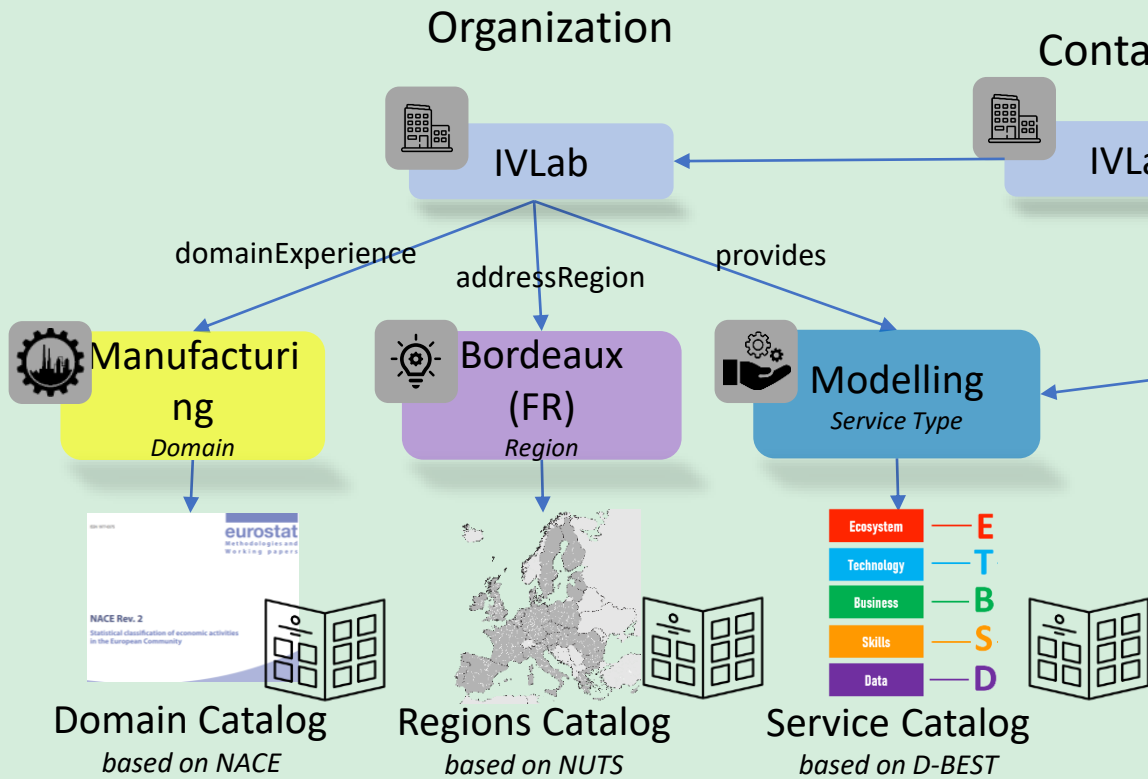 Organization
Conta
IVLab
IVLa
domainExperience
addressRegion
provides
Manufacturi
ng
Domain
Bordeaux
(FR)
Region
Modelling
Service Type
eurostat
Methodologies and
Working papers
NACE Rev. 2
Statistical classification of economic activities
in the European Community
Ecosystem
E
Technology
T
Business
B
Skills
S
Data
D
Domain Catalog
based on NACE
Regions Catalog
based on NUTS
Service Catalog
based on D-BEST